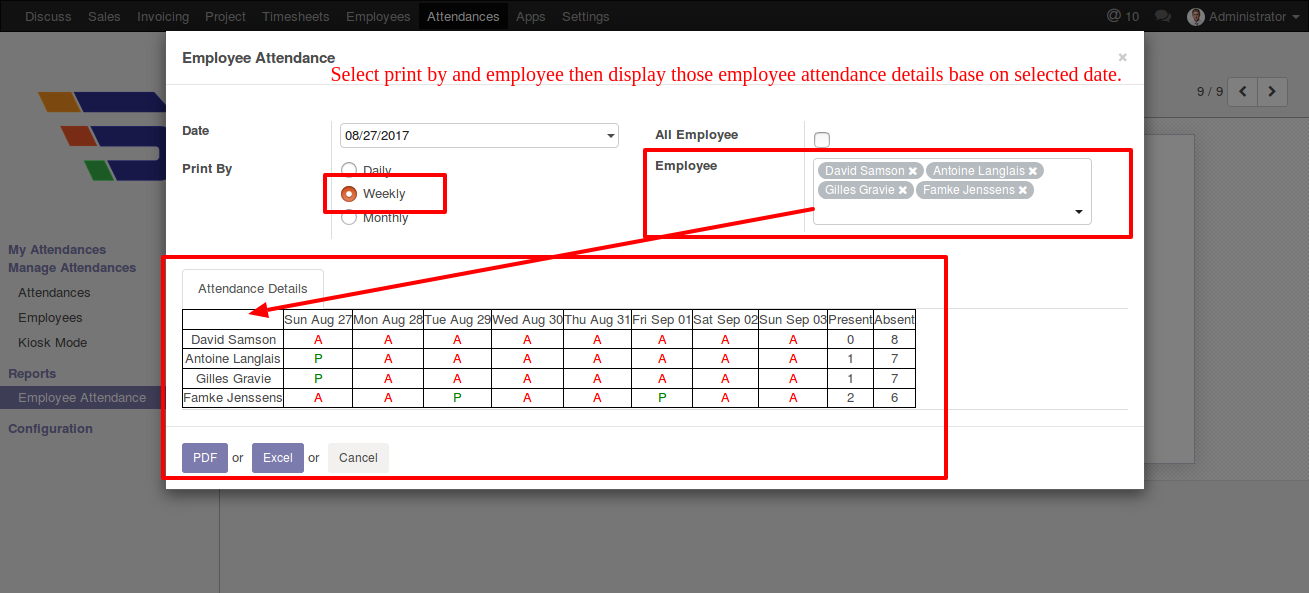 Discuss Sales Invoicing Project Timesheets Employees Attendances Apps Settings @ 10 Administrator
Employee Attendance ×
Select print by and employee then display those employee attendance details base on selected date.
9 / 9
Date 08/27/2017 All Employee
Print By Daily Employee David Samson × Antoine Langlais ×
Weekly Gilles Gravie × Famke Jenssens ×
Monthly
My Attendances
Manage Attendances
Attendances
Employees
Kiosk Mode
Reports
Employee Attendance
Configuration
Attendance Details
Sun Aug 27 Mon Aug 28 Tue Aug 29 Wed Aug 30 Thu Aug 31 Fri Sep 01 Sat Sep 02 Sun Sep 03 Present Absent
David Samson A A A A A A A A 0 8
Antoine Langlais P A A A A A A A 1 7
Gilles Gravie P A A A A A A A 1 7
Famke Jenssens A A P A A P A A 2 6
PDF or Excel or Cancel